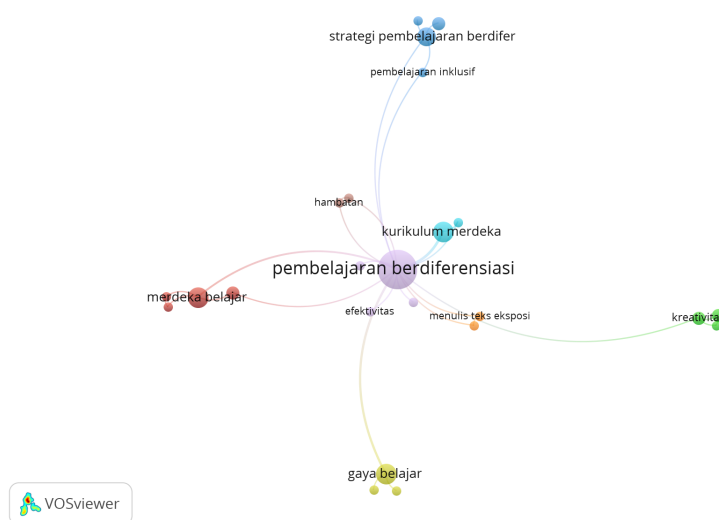 strategi pembelajaran berdifer
pembelajaran inklusif
hambatan
kurikulum merdeka
pembelajaran berdiferensiasi
merdeka belajar
efektivitas
menulis teks eksposi
kreativita
gaya belajar
VOSviewer